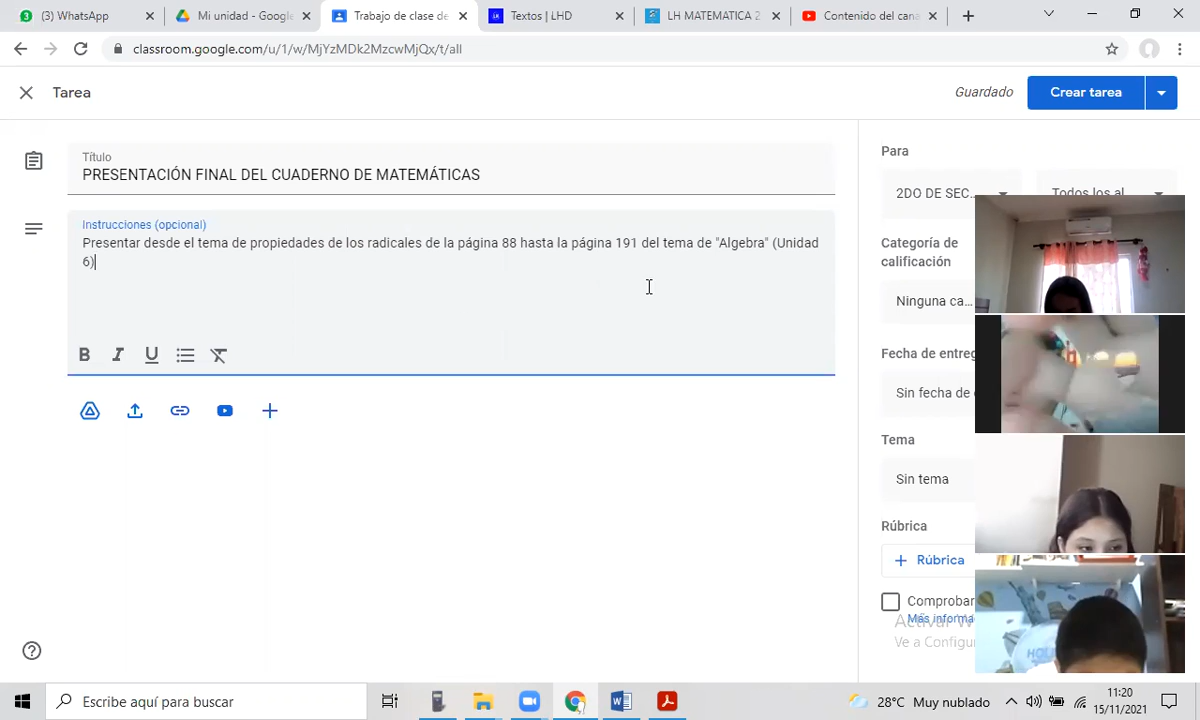 (3) WhatsApp
Mi unidad - Google
Trabajo de clase de
Textos | LHD
LH MATEMATICA 2
Contenido del cana
classroom.google.com/u/1/w/MjYzMDk2MzcwMjQx/t/all
Tarea
Guardado
Crear tarea
Título
PRESENTACIÓN FINAL DEL CUADERNO DE MATEMÁTICAS
Instrucciones (opcional)
Presentar desde el tema de propiedades de los radicales de la página 88 hasta la página 191 del tema de "Algebra" (Unidad
6)
B I U
Para
2DO DE SEC...
Todos los al
Categoría de
calificación
Ninguna ca...
Fecha de entreg
Sin fecha de
Tema
Sin tema
Rúbrica
+ Rúbrica
Comprobar
Más informa
Activar W
Ve a Configur
Escribe aquí para buscar
28°C Muy nublado
11:20
15/11/2021